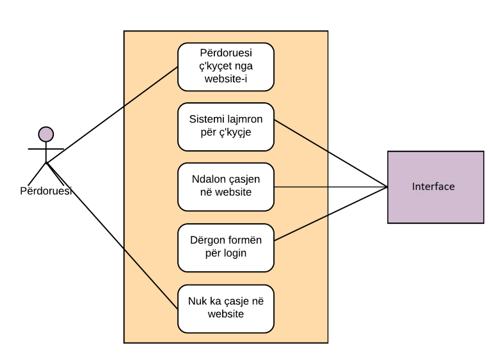 Përdoruesi
ç'kyçet nga
website-i
Sistemi lajmron
për ç'kyçje
Ndalon çasjen
në website
Dërgon formën
për login
Nuk ka çasje në
website
Përdoruesi
Interface